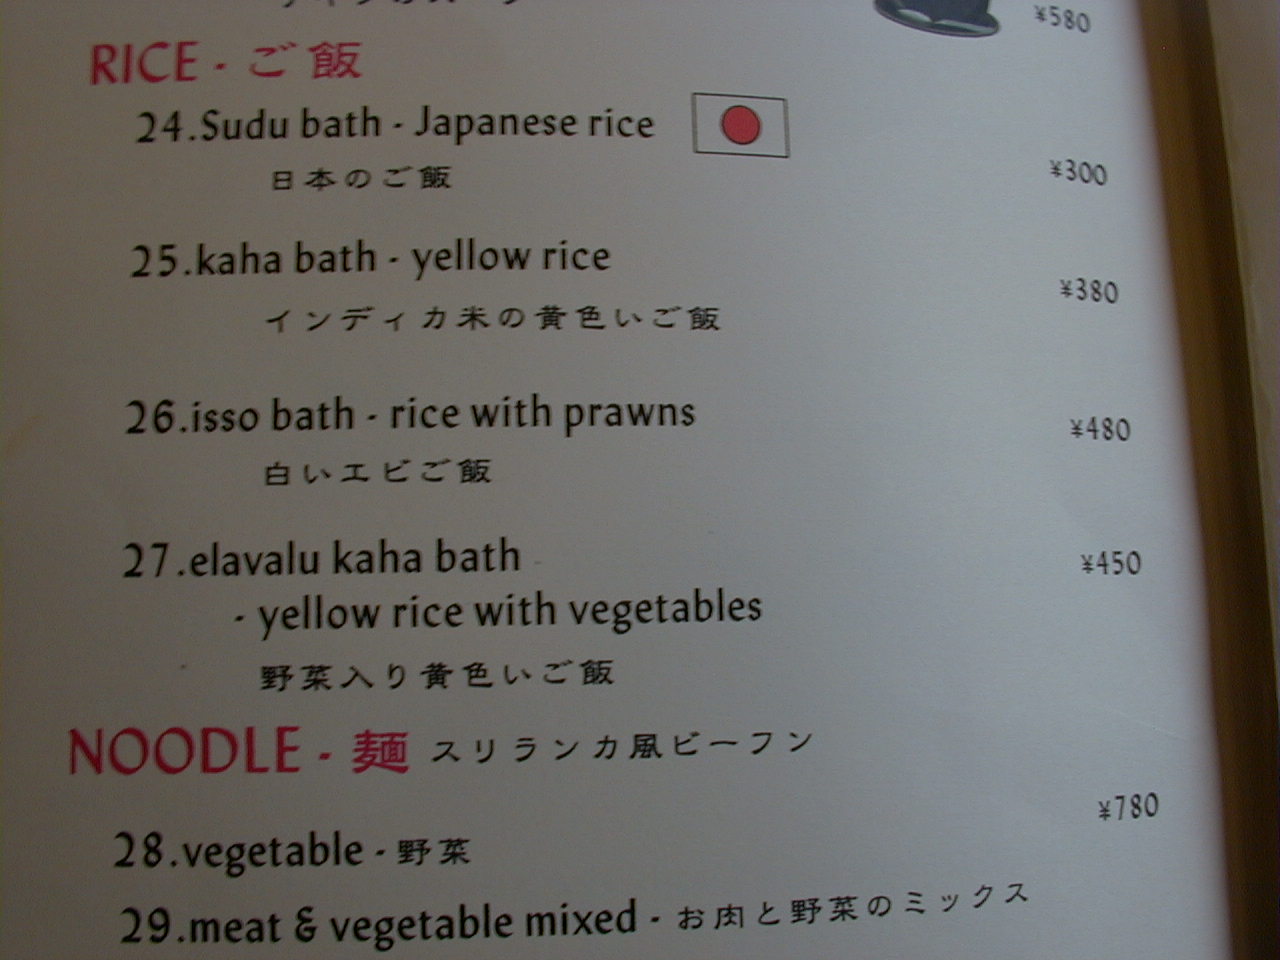 ¥580
RICE - ご飯
24.Sudu bath - Japanese rice
日本のご飯
¥300
25.kaha bath - yellow rice
¥380
インディカ米の黄色いご飯
26.isso bath - rice with prawns
¥480
白いエビご飯
27.elavalu kaha bath
¥450
- yellow rice with vegetables
野菜入り黄色いご飯
NOODLE - 麺 スリランカ風ビーフン
¥780
28.vegetable - 野菜
29.meat & vegetable mixed - お肉と野菜のミックス